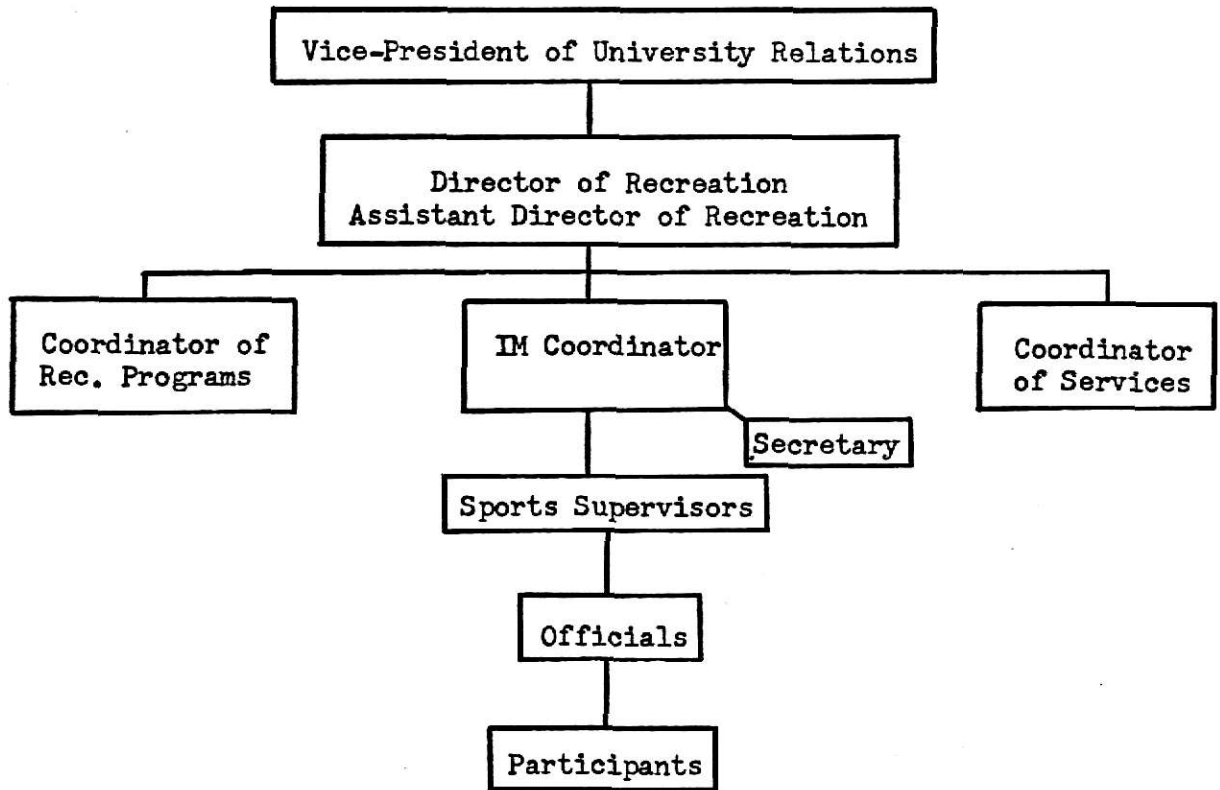 Vice-President of University Relations
Director of Recreation
Assistant Director of Recreation
Coordinator of
Rec. Programs
IM Coordinator
Coordinator
of Services
Secretary
Sports Supervisors
Officials
Participants